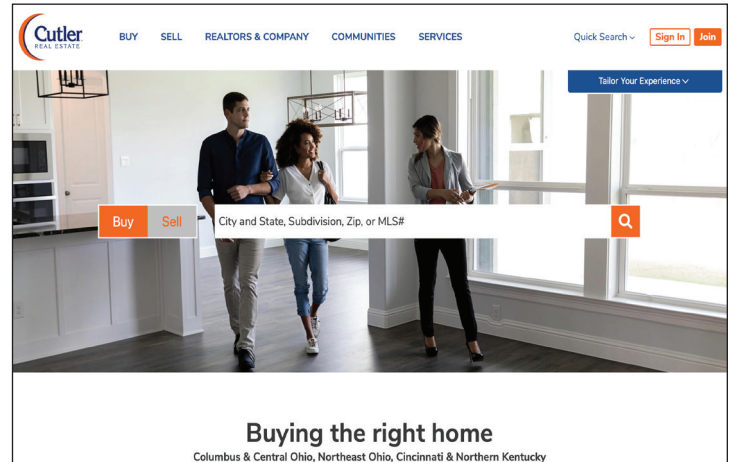 Cutler
REAL ESTATE
BUY SELL REALTORS & COMPANY COMMUNITIES SERVICES
Quick Search Sign In Join
Tailor Your Experience
Buy Sell City and State, Subdivision, Zip, or MLS#
Buying the right home
Columbus & Central Ohio, Northeast Ohio, Cincinnati & Northern Kentucky